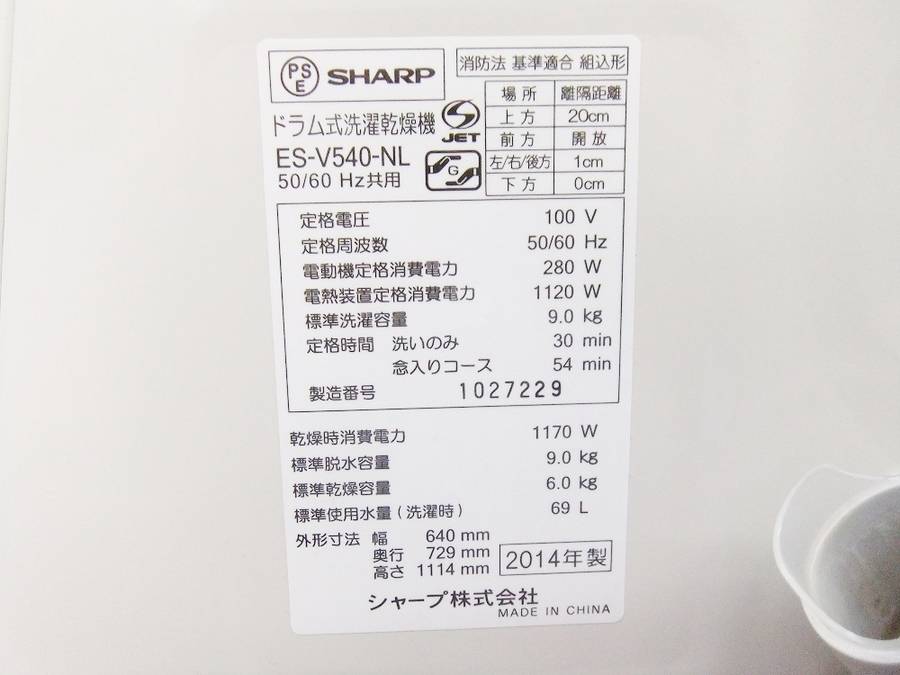 PSE SHARP
消防法 基準適合 組込形
場所 離隔距離
上方 20cm
前方 開放
左/右/後方 1cm
下方 0cm
ドラム式洗濯乾燥機
S JET
ES-V540-NL
G
50/60 Hz共用
定格電圧 100 V
定格周波数 50/60 Hz
電動機定格消費電力 280 W
電熱装置定格消費電力 1120 W
標準洗濯容量 9.0 kg
定格時間 洗いのみ 30 min
念入りコース 54 min
製造番号 1027229
乾燥時消費電力 1170 W
標準脱水容量 9.0 kg
標準乾燥容量 6.0 kg
標準使用水量(洗濯時) 69 L
外形寸法 幅 640 mm
奥行 729 mm
高さ 1114 mm
2014年製
シャープ株式会社
MADE IN CHINA